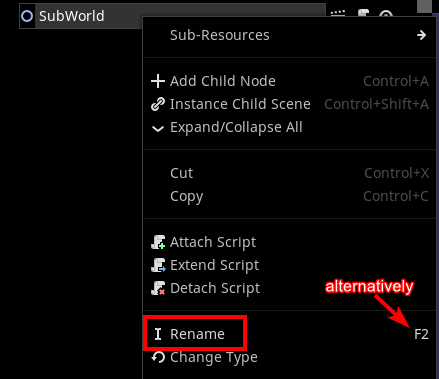 SubWorld
Sub-Resources
Add Child Node Control+A
Instance Child Scene Control+Shift+A
Expand/Collapse All
Cut Control+X
Copy Control+C
Attach Script
Extend Script
Detach Script
alternatively
Rename F2
Change Type